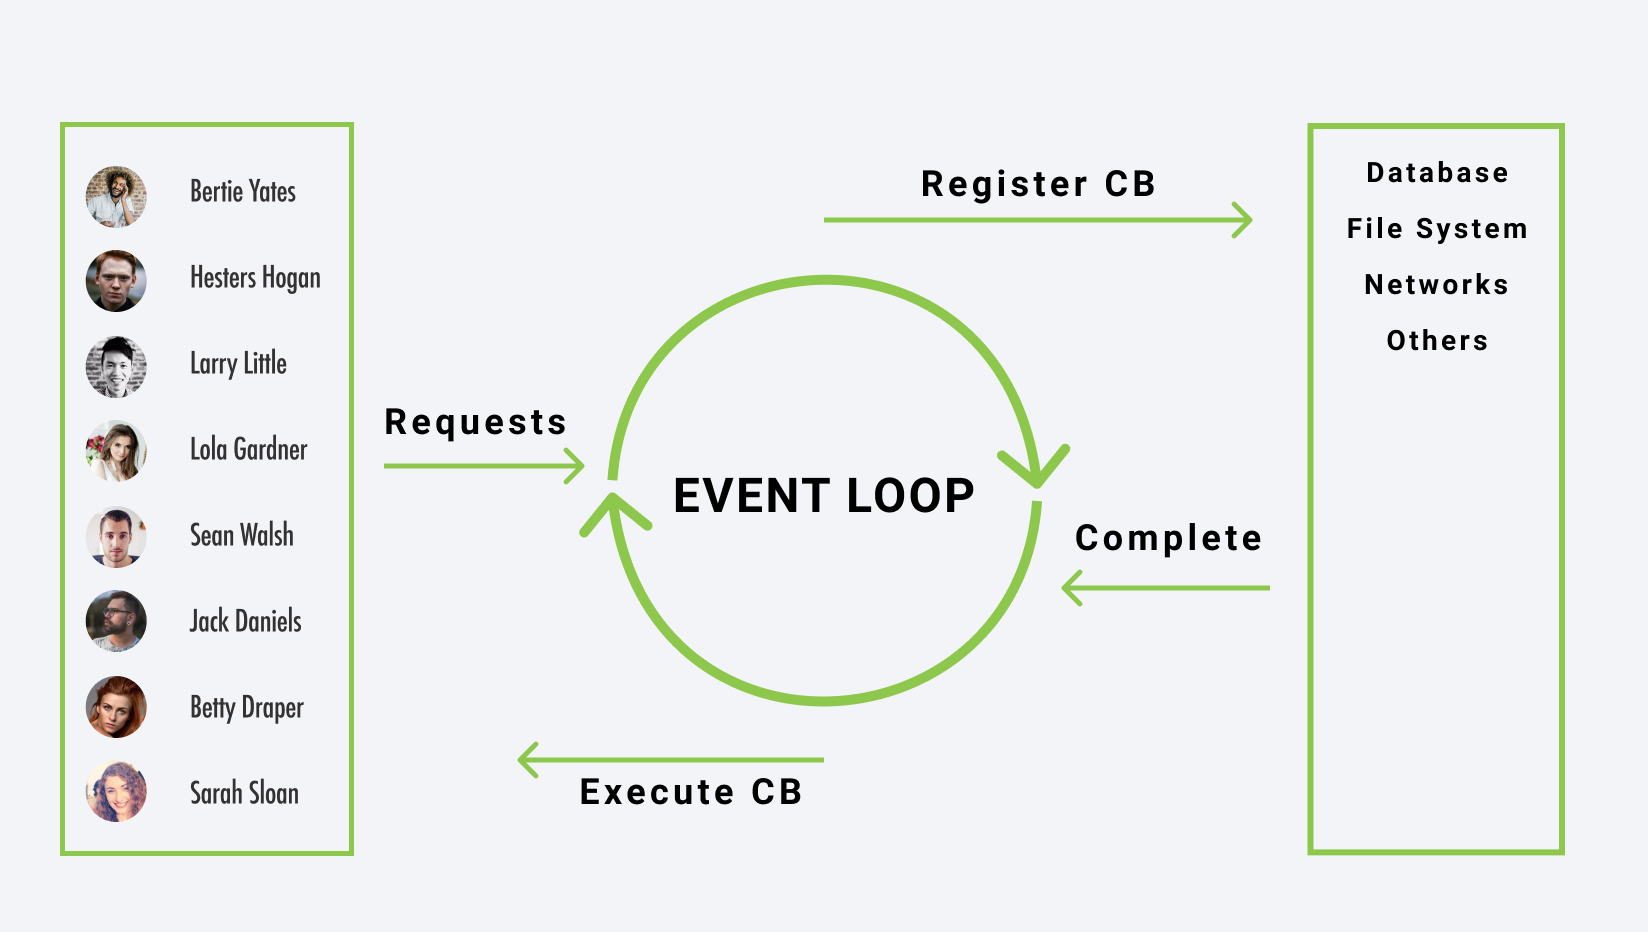 Bertie Yates
Hesters Hogan
Larry Little
Lola Gardner
Sean Walsh
Jack Daniels
Betty Draper
Sarah Sloan
Requests
EVENT LOOP
Register CB
Complete
Execute CB
Database
File System
Networks
Others